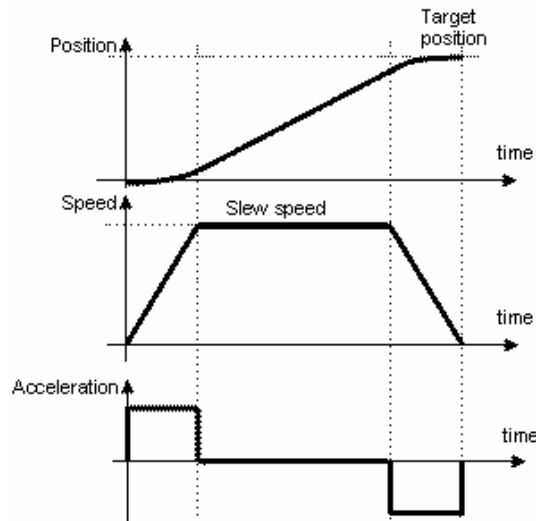 Target
Position
position
time
Speed
Slew speed
time
Acceleration
time